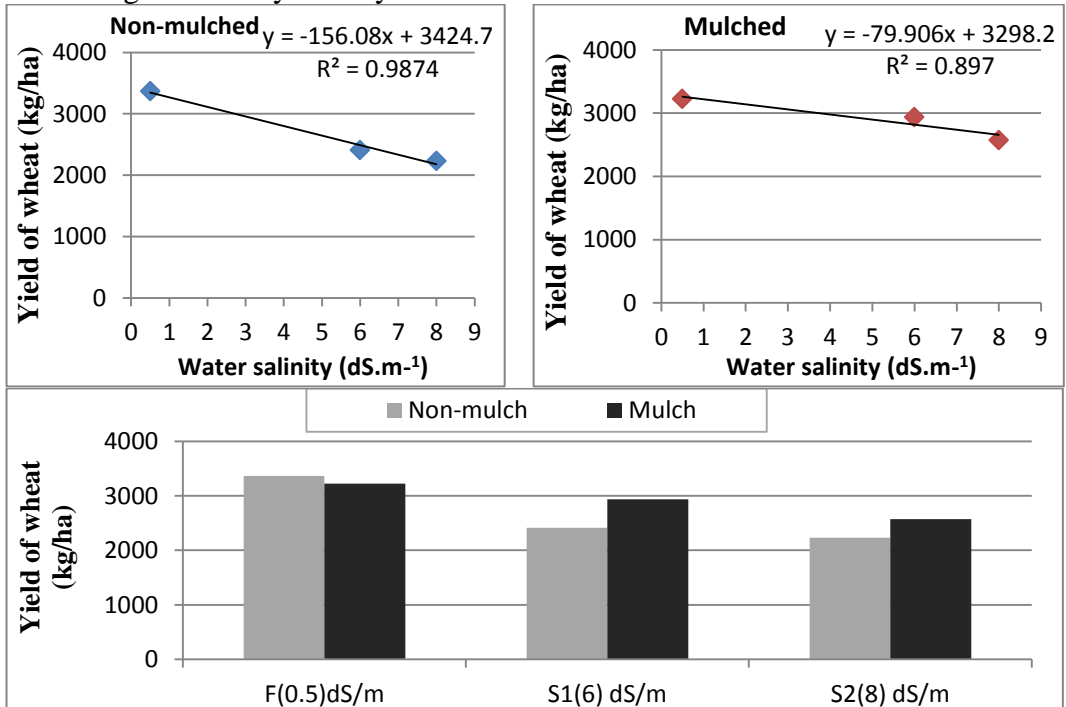 Non-mulched
y = -156.08x + 3424.7
R² = 0.9874
Yield of wheat (kg/ha)
4000
3000
2000
1000
0
0 1 2 3 4 5 6 7 8 9
Water salinity (dS.m-¹)
Mulched
y = -79.906x + 3298.2
R² = 0.897
Yield of wheat (kg/ha)
4000
3000
2000
1000
0
0 1 2 3 4 5 6 7 8 9
Water salinity (dS.m-¹)
Non-mulch Mulch
Yield of wheat
(kg/ha)
4000
3000
2000
1000
0
F(0.5)dS/m S1(6) dS/m S2(8) dS/m